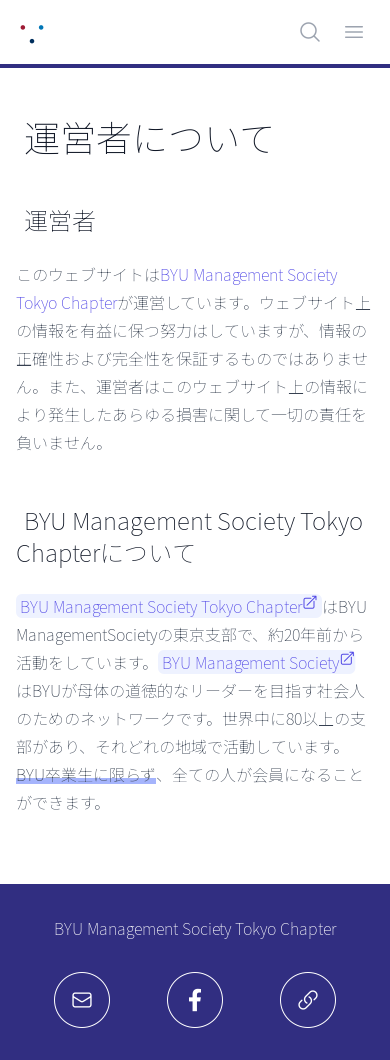 運営者について
運営者
このウェブサイトはBYU Management Society
Tokyo Chapterが運営しています。ウェブサイト上
の情報を有益に保つ努力はしていますが、情報の
正確性および完全性を保証するものではありませ
ん。また、運営者はこのウェブサイト上の情報に
より発生したあらゆる損害に関して一切の責任を
負いません。
BYU Management Society Tokyo
Chapterについて
BYU Management Society Tokyo Chapter はBYU
ManagementSocietyの東京支部で、約20年前から
活動をしています。 BYU Management Society
はBYUが母体の道徳的なリーダーを目指す社会人
のためのネットワークです。世界中に80以上の支
部があり、それぞれの地域で活動しています。
BYU卒業生に限らず、全ての人が会員になること
ができます。
BYU Management Society Tokyo Chapter